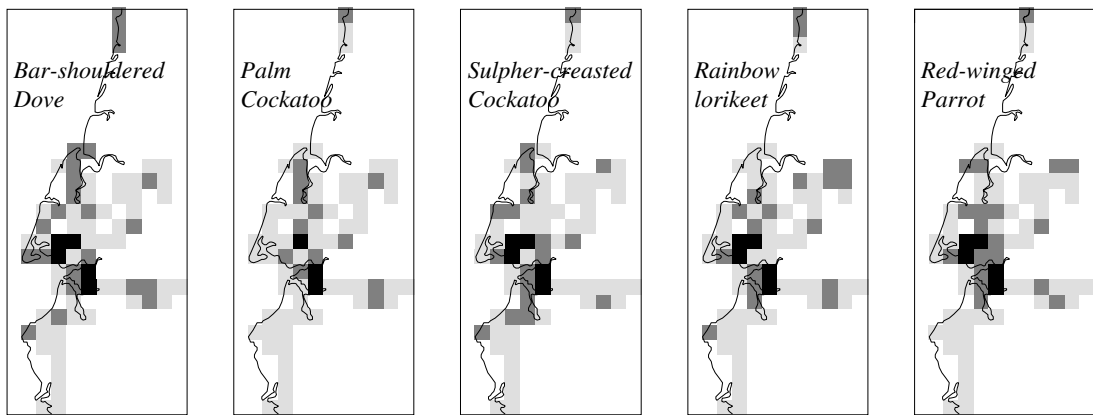 Bar-shouldered
Dove
Palm
Cockatoo
Sulpher-creasted
Cockatoo
Rainbow
lorikeet
Red-winged
Parrot